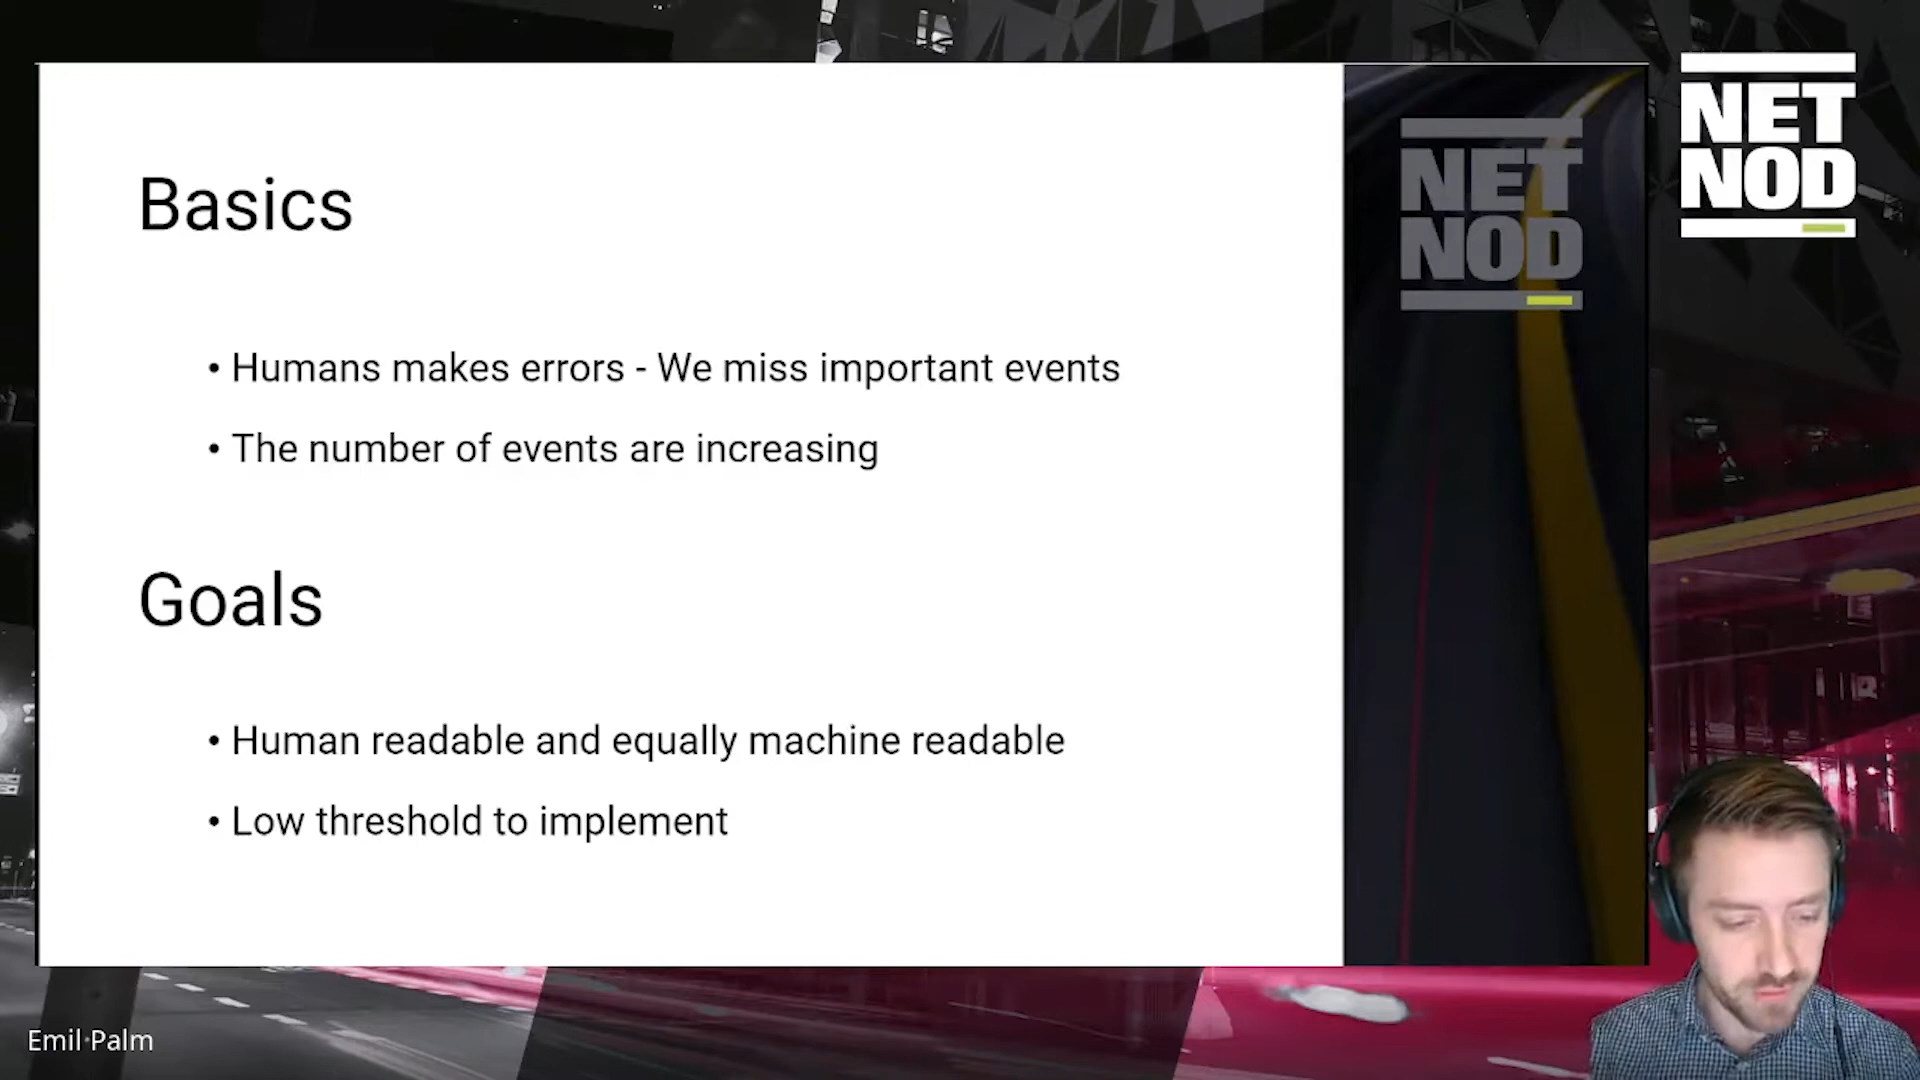 Basics
• Humans makes errors - We miss important events
• The number of events are increasing
Goals
• Human readable and equally machine readable
• Low threshold to implement
NET
NOD
NET
NOD
Emil Palm